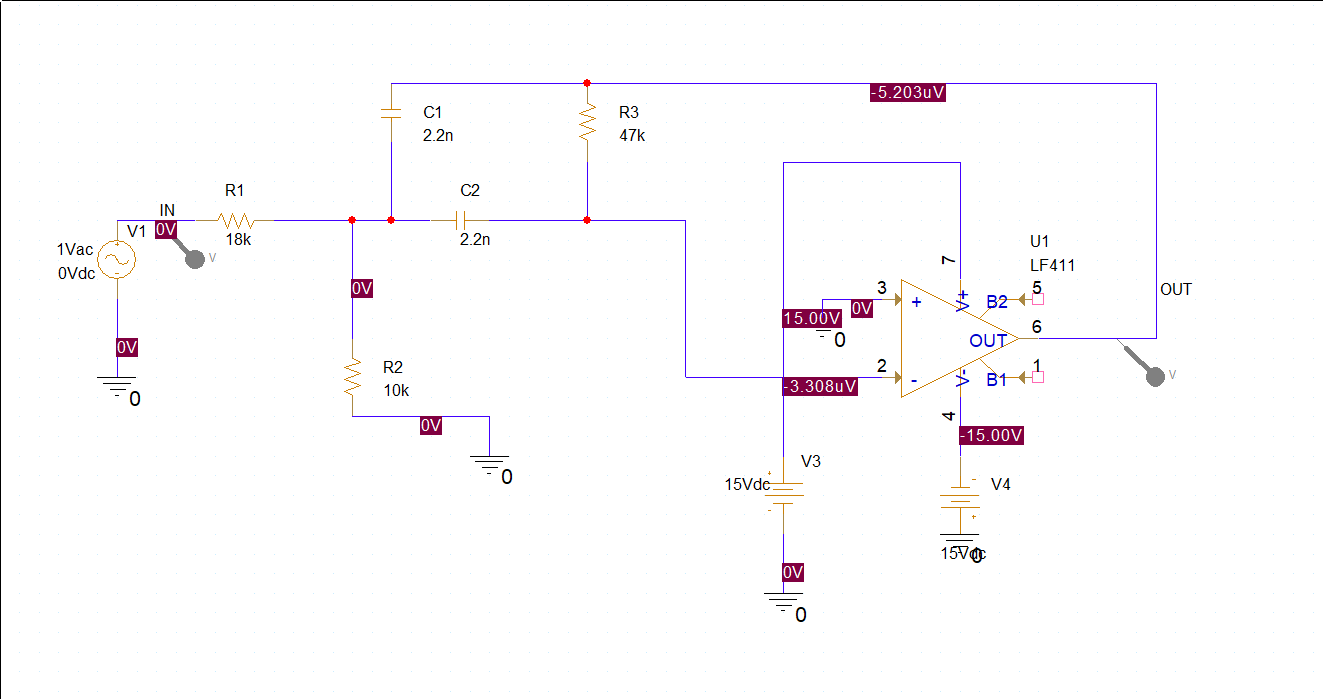 -5.203uV
C1
2.2n
R3
47k
R1
18k
C2
2.2n
IN
0V
V1
1Vac
0Vdc
V
0V
0
0V
R2
10k
0V
0
7
U1
LF411
3
+
V+
B2
5
15.00V
0V
0
OUT
6
OUT
2
-
V-
B1
1
V
-3.308uV
4
-15.00V
V3
15Vdc
V4
15Vdc
0
0V
0